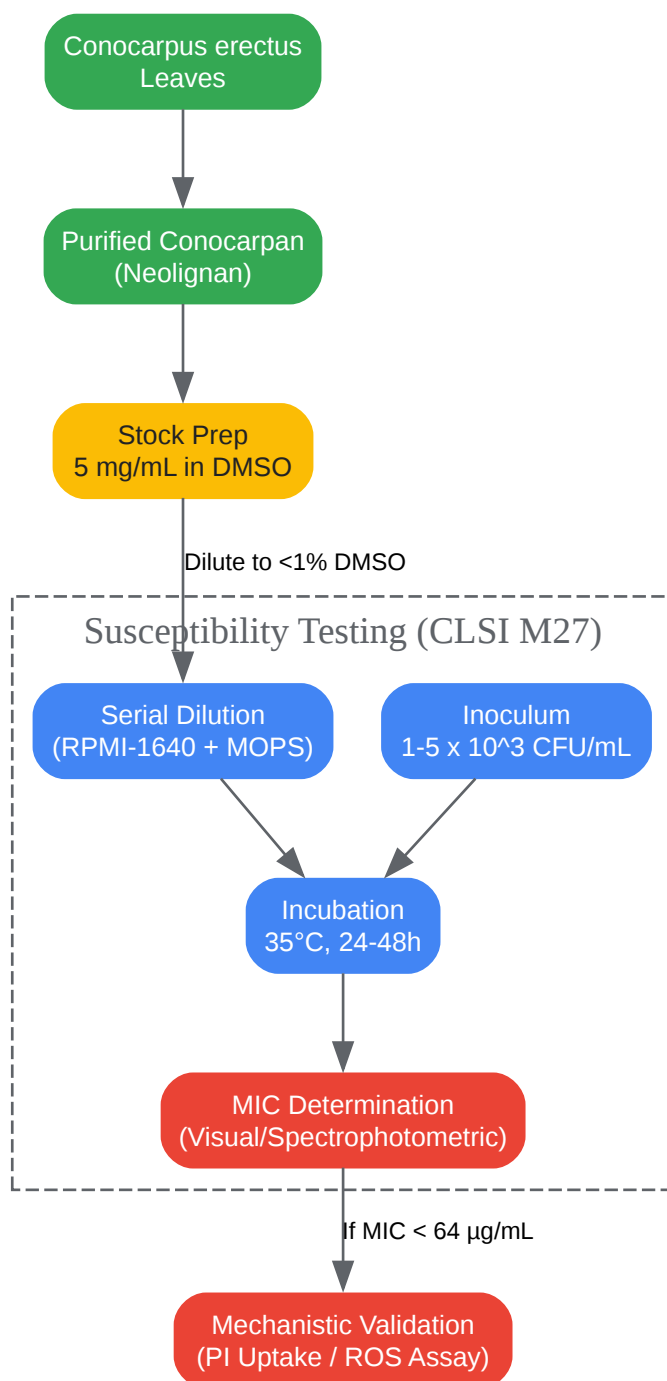 Conocarpus erectus
Leaves
Purified Conocarpan
(Neolignan)
Stock Prep
5 mg/mL in DMSO
Dilute to <1% DMSO
Susceptibility Testing (CLSI M27)
Serial Dilution
(RPMI-1640 + MOPS)
Inoculum
1-5 x 10^3 CFU/mL
Incubation
35°C, 24-48h
MIC Determination
(Visual/Spectrophotometric)
If MIC < 64 µg/mL
Mechanistic Validation
(PI Uptake / ROS Assay)